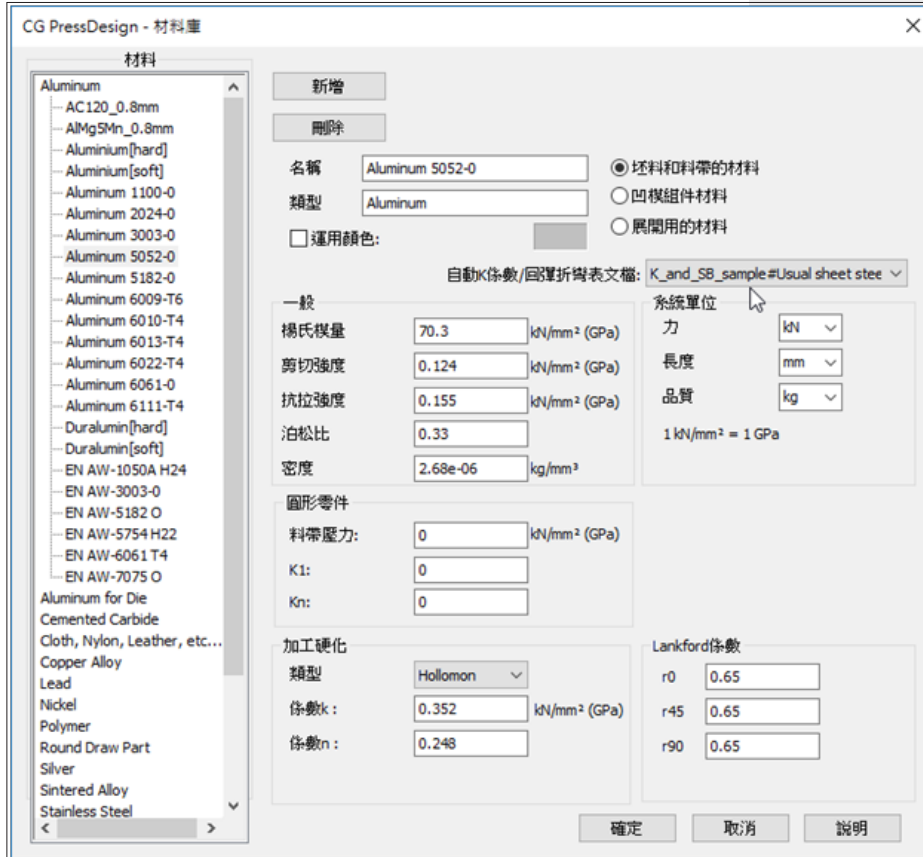 CG PressDesign - 材料庫
材料
Aluminum
AC120_0.8mm
AlMg5Mn_0.8mm
Aluminium[hard]
Aluminium[soft]
Aluminum 1100-0
Aluminum 2024-0
Aluminum 3003-0
Aluminum 5052-0
Aluminum 5182-0
Aluminum 6009-T6
Aluminum 6010-T4
Aluminum 6013-T4
Aluminum 6022-T4
Aluminum 6061-0
Aluminum 6111-T4
Duralumin[hard]
Duralumin[soft]
EN AW-1050A H24
EN AW-3003-0
EN AW-5182 O
EN AW-5754 H22
EN AW-6061 T4
EN AW-7075 O
Aluminum for Die
Cemented Carbide
Cloth, Nylon, Leather, etc...
Copper Alloy
Lead
Nickel
Polymer
Round Draw Part
Silver
Sintered Alloy
Stainless Steel
新增
刪除
名稱 Aluminum 5052-0
類型 Aluminum
運用顏色:
坯料和料帶的材料
凹模組件材料
展開用的材料
自動K係數/回彈折彎表文檔: K_and_SB_sample#Usual sheet stee
一般
楊氏模量 70.3 kN/mm² (GPa)
剪切強度 0.124 kN/mm² (GPa)
抗拉強度 0.155 kN/mm² (GPa)
泊松比 0.33
密度 2.68e-06 kg/mm³
系統單位
力 kN
長度 mm
品質 kg
1 kN/mm² = 1 GPa
圓形零件
料帶壓力: 0 kN/mm² (GPa)
K1: 0
Kn: 0
加工硬化
類型 Hollomon
係數k : 0.352 kN/mm² (GPa)
係數n : 0.248
Lankford係數
r0 0.65
r45 0.65
r90 0.65
確定 取消 說明